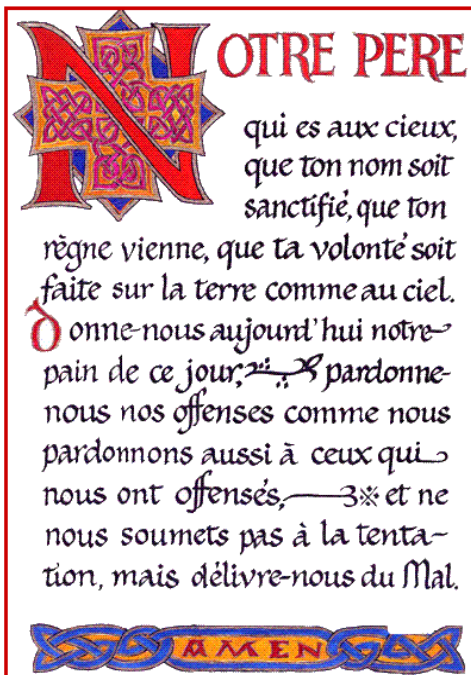 NOTRE PERE
qui es aux cieux,
que ton nom soit
sanctifié, que ton
règne vienne, que ta volonté soit
faite sur la terre comme au ciel.
donne-nous aujourd'hui notre
pain de ce jour, pardonne-
nous nos offenses comme nous
pardonnons aussi à ceux qui
nous ont offensés, et ne
nous soumets pas à la tenta-
tion, mais délivre-nous du Mal.
AMEN